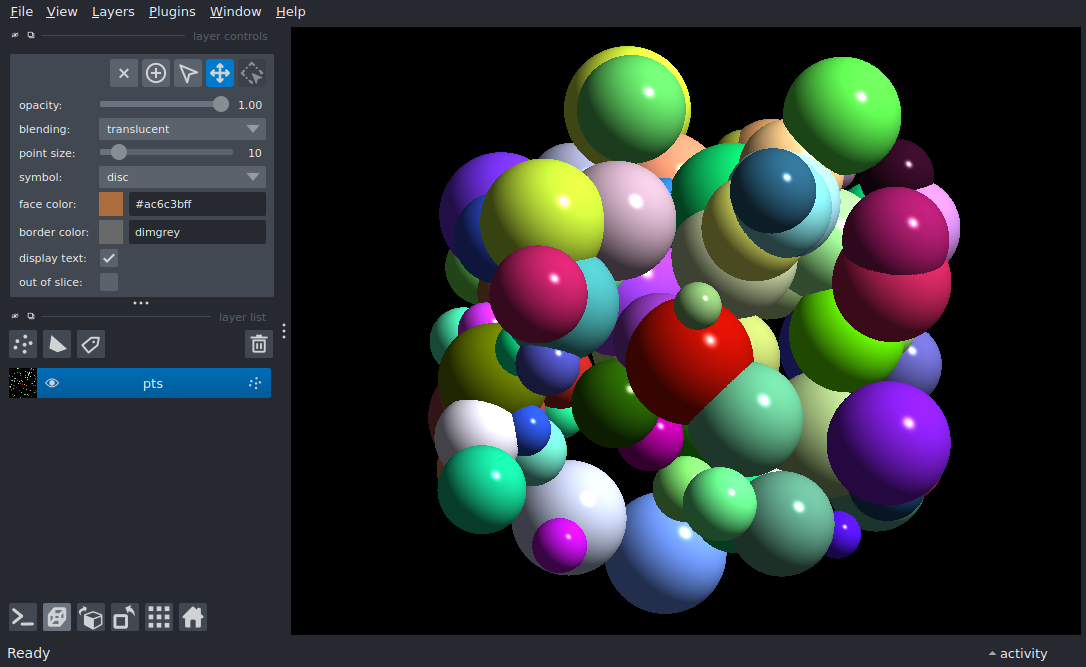 File View Layers Plugins Window Help
layer controls
opacity: 1.00
blending: translucent
point size: 10
symbol: disc
face color: #ac6c3bff
border color: dimgrey
display text:
out of slice:
layer list
pts
Ready activity